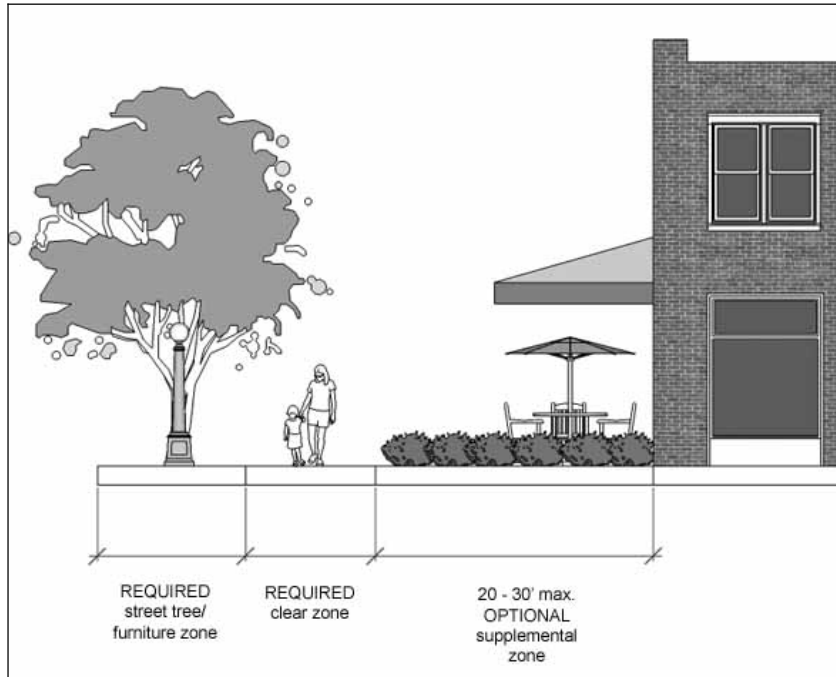 REQUIRED
street tree/
furniture zone
REQUIRED
clear zone
20 - 30' max.
OPTIONAL
supplemental
zone